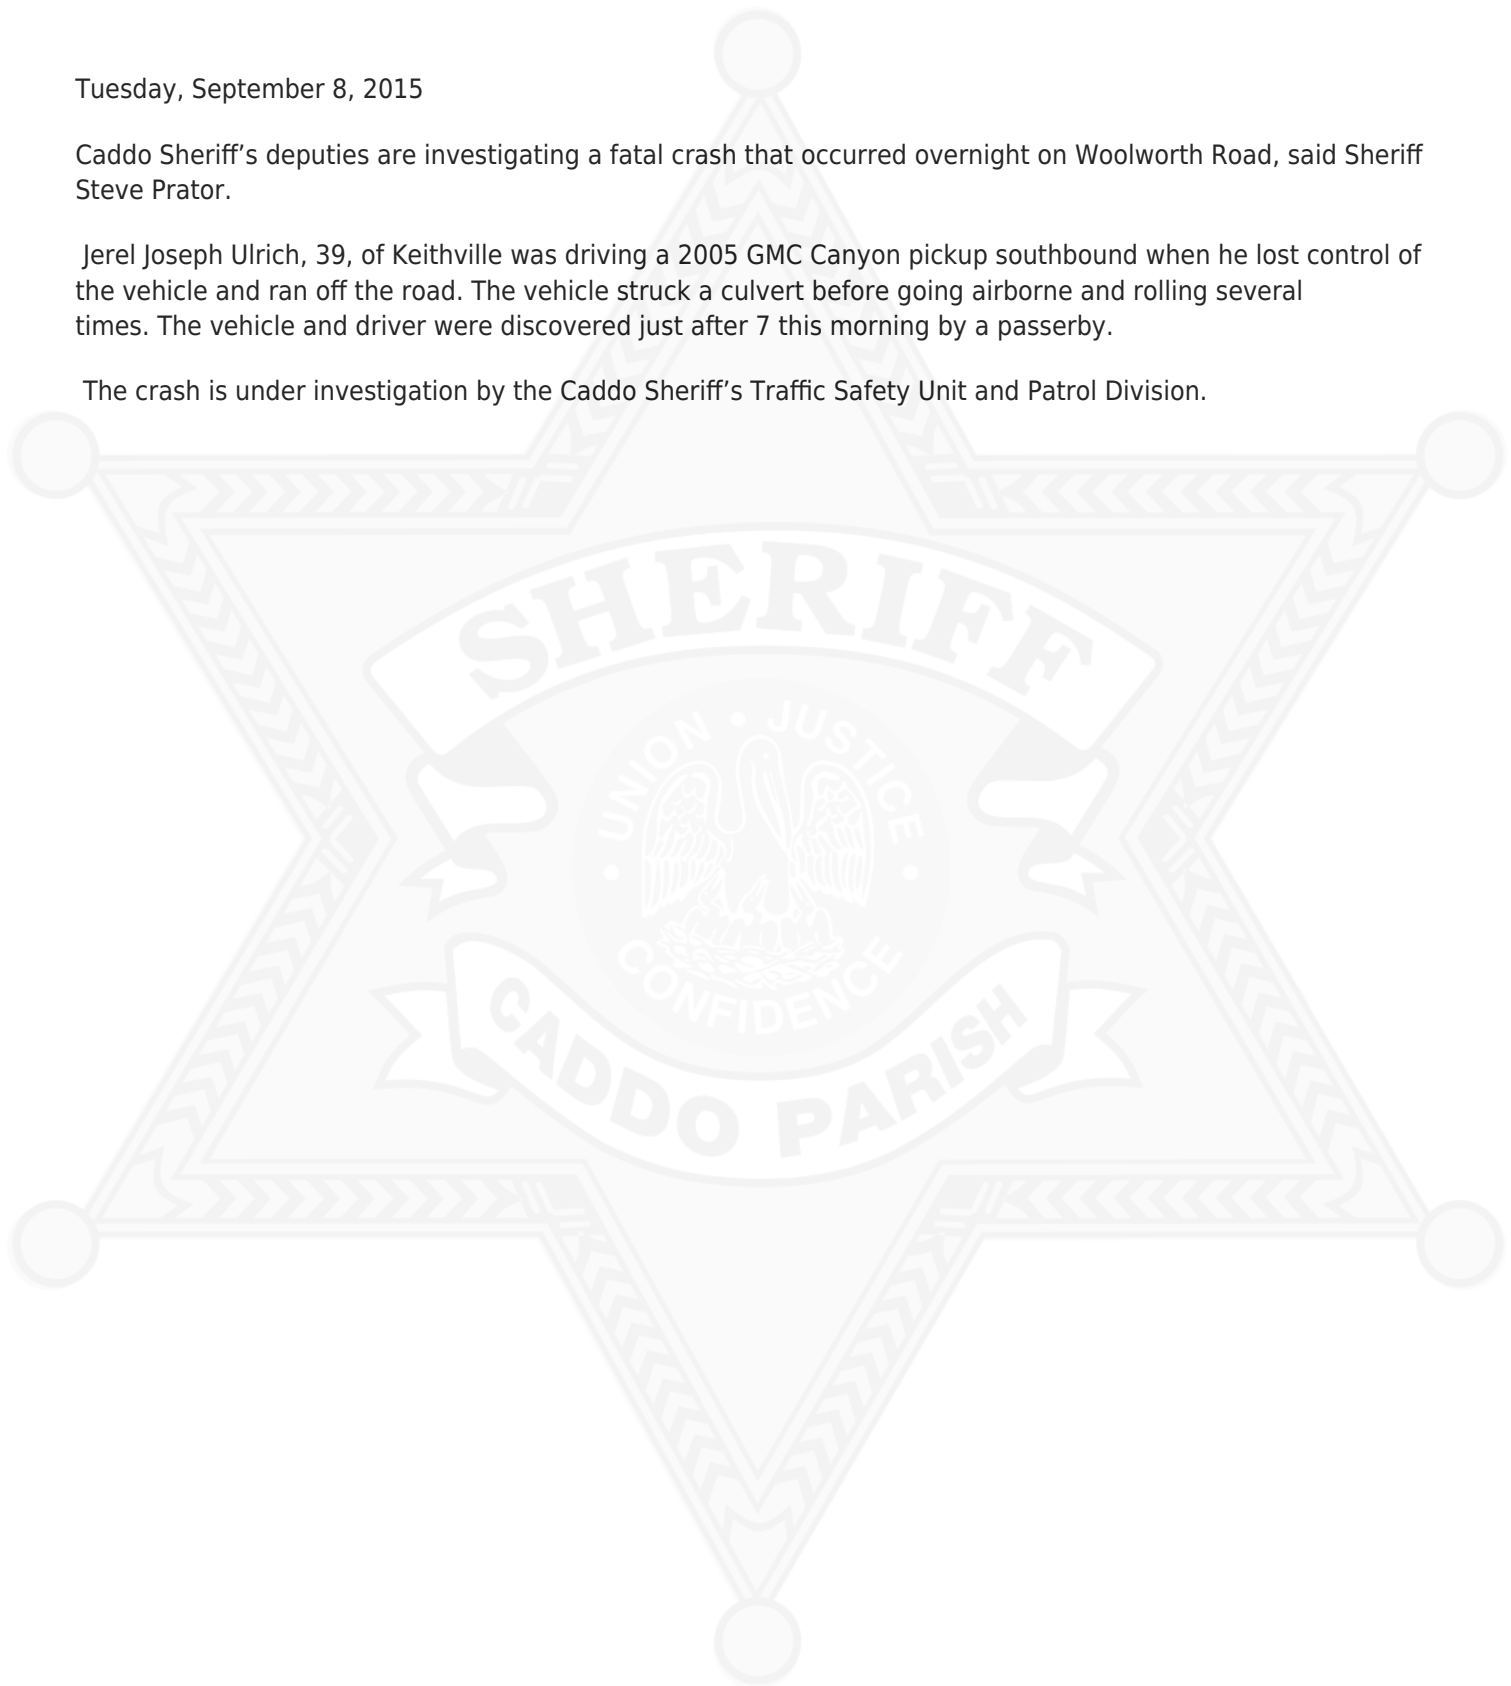 Tuesday, September 8, 2015
Caddo Sheriff’s deputies are investigating a fatal crash that occurred overnight on Woolworth Road, said Sheriff
Steve Prator.
Jerel Joseph Ulrich, 39, of Keithville was driving a 2005 GMC Canyon pickup southbound when he lost control of
the vehicle and ran off the road. The vehicle struck a culvert before going airborne and rolling several
times. The vehicle and driver were discovered just after 7 this morning by a passerby.
The crash is under investigation by the Caddo Sheriff’s Traffic Safety Unit and Patrol Division.
SHERIFF
UNION • JUSTICE
• CONFIDENCE •
CADDO PARISH